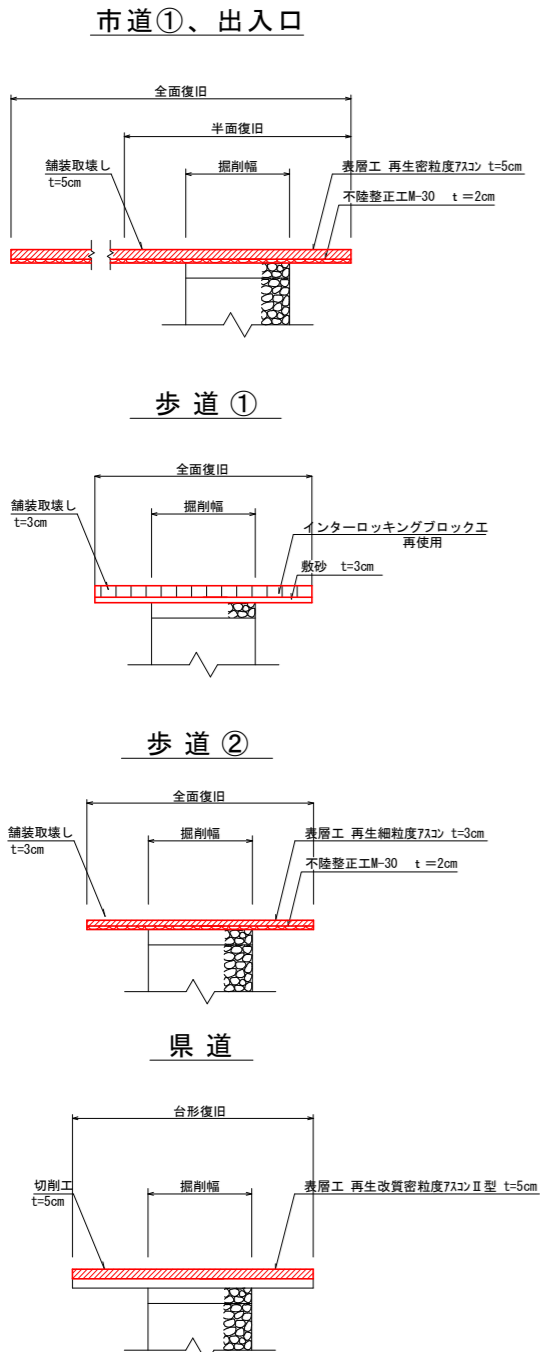 市道①、出入口
全面復旧
半面復旧
舗装取壊し
t=5cm
掘削幅
表層工 再生密粒度アスコン t=5cm
不陸整正工M-30 t=2cm
歩道①
全面復旧
舗装取壊し
t=3cm
掘削幅
インターロッキングブロック工
再使用
敷砂 t=3cm
歩道②
全面復旧
舗装取壊し
t=3cm
掘削幅
表層工 再生細粒度アスコン t=3cm
不陸整正工M-30 t=2cm
県道
台形復旧
切削工
t=5cm
掘削幅
表層工 再生改質密粒度アスコンⅡ型 t=5cm